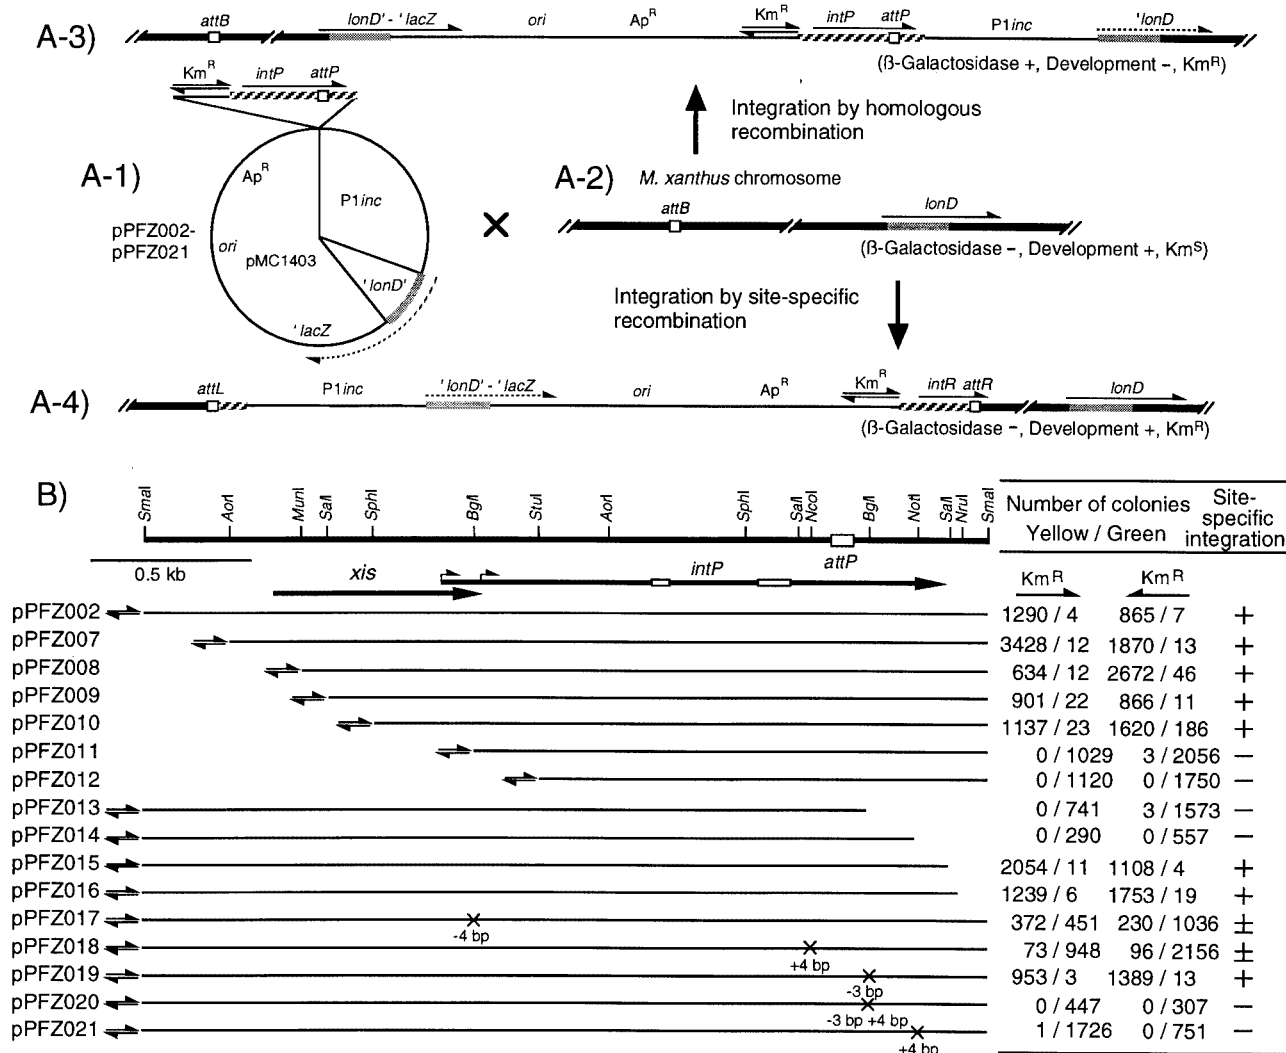 A-3)
attB
lonD' - 'lacZ
ori
Ap^R
Km^R
intP
attP
P1inc
'lonD
(ß-Galactosidase +, Development −, Km^R)
Km^R
intP
attP
Integration by homologous
recombination
A-1)
Ap^R
P1inc
pPFZ002-
pPFZ021
ori
pMC1403
'lonD'
'lacZ
×
A-2)
M. xanthus chromosome
attB
lonD
(ß-Galactosidase −, Development +, Km^S)
Integration by site-specific
recombination
A-4)
attL
P1inc
'lonD' - 'lacZ
ori
Ap^R
Km^R
intR
attR
lonD
(ß-Galactosidase −, Development +, Km^R)
B)
SmaI
AorI
MunI
SalI
SphI
BglI
StuI
AorI
SphI
SalI
NcoI
BglI
NotI
SalI
NruI
SmaI
Number of colonies
Yellow / Green
Site-
specific
integration
0.5 kb
xis
intP
attP
Km^R
Km^R
pPFZ002 1290 / 4 865 / 7 +
pPFZ007 3428 / 12 1870 / 13 +
pPFZ008 634 / 12 2672 / 46 +
pPFZ009 901 / 22 866 / 11 +
pPFZ010 1137 / 23 1620 / 186 +
pPFZ011 0 / 1029 3 / 2056 −
pPFZ012 0 / 1120 0 / 1750 −
pPFZ013 0 / 741 3 / 1573 −
pPFZ014 0 / 290 0 / 557 −
pPFZ015 2054 / 11 1108 / 4 +
pPFZ016 1239 / 6 1753 / 19 +
pPFZ017 372 / 451 230 / 1036 ±
-4 bp
pPFZ018 73 / 948 96 / 2156 ±
+4 bp
pPFZ019 953 / 3 1389 / 13 +
-3 bp
pPFZ020 0 / 447 0 / 307 −
-3 bp +4 bp
pPFZ021 1 / 1726 0 / 751 −
+4 bp